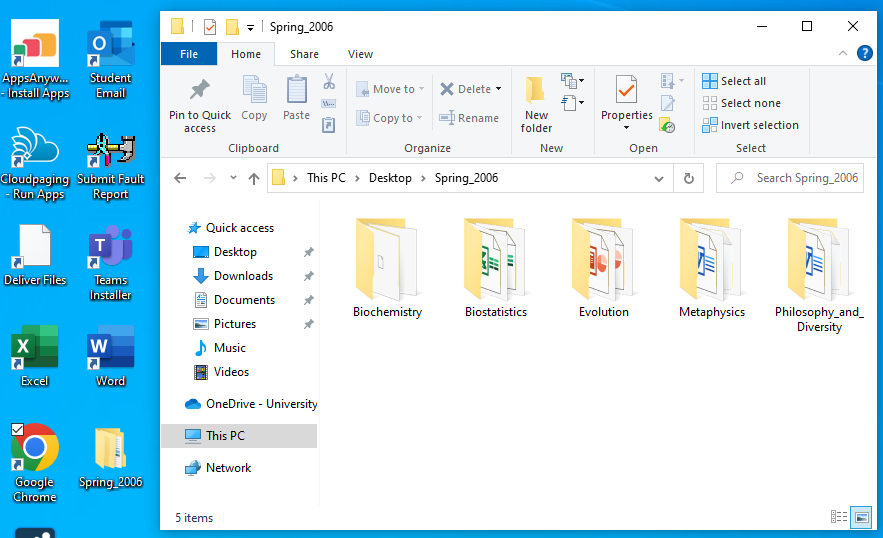 AppsAnyw...
- Install Apps
Student
Email
Cloudpaging
- Run Apps
Submit Fault
Report
Deliver Files
Teams
Installer
Excel
Word
Google
Chrome
Spring_2006
Spring_2006
File
Home
Share
View
Pin to Quick
access
Copy
Paste
Clipboard
Move to
Copy to
Delete
Rename
Organize
New
folder
New
Properties
Open
Select all
Select none
Invert selection
Select
This PC > Desktop > Spring_2006
Search Spring_2006
Quick access
Desktop
Downloads
Documents
Pictures
Music
Videos
OneDrive - University
This PC
Network
Biochemistry
Biostatistics
Evolution
Metaphysics
Philosophy_and_
Diversity
5 items